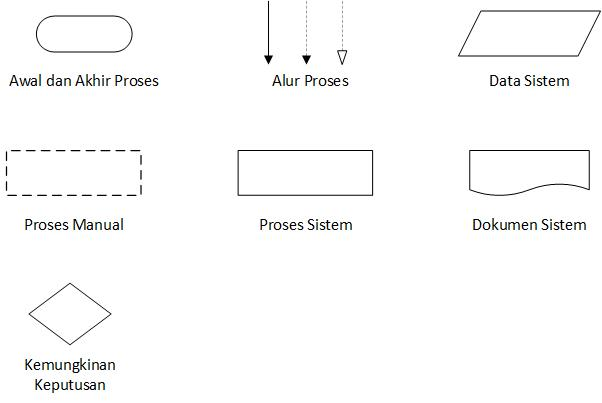 Awal dan Akhir Proses
Alur Proses
Data Sistem
Proses Manual
Proses Sistem
Dokumen Sistem
Kemungkinan
Keputusan